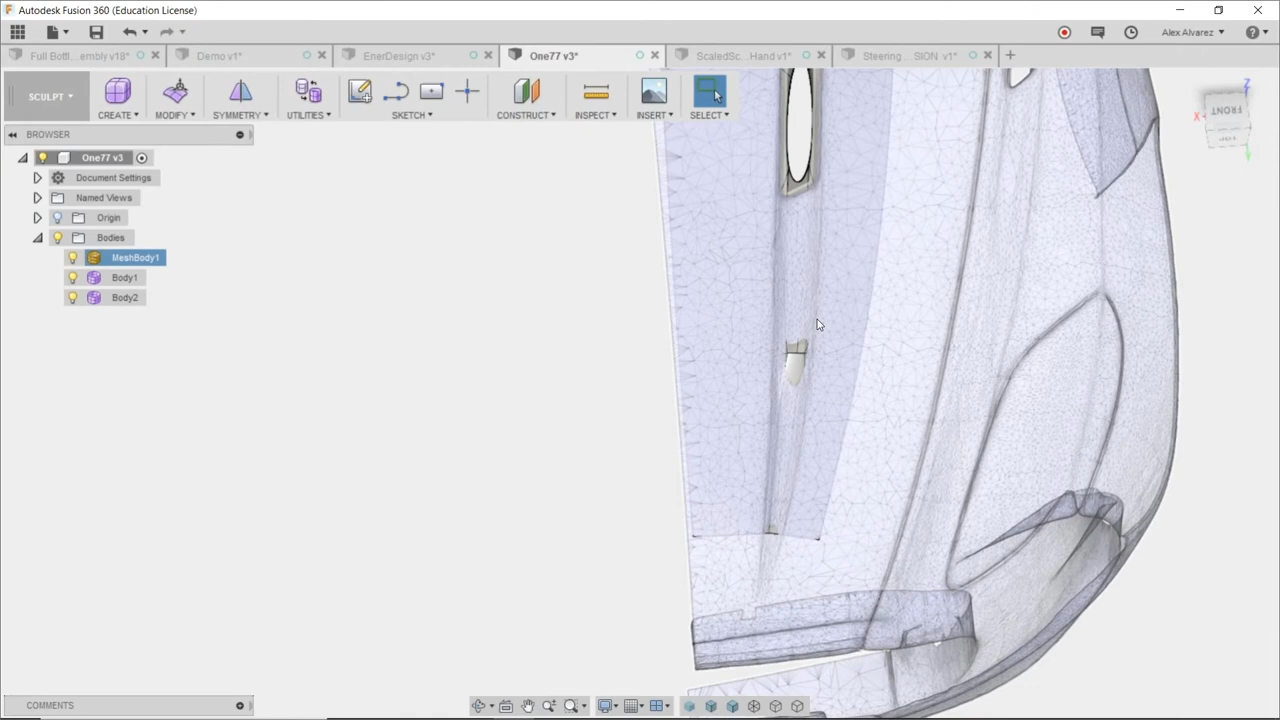 Autodesk Fusion 360 (Education License)
Alex Alvarez
Full Bottl... embly v18*
Demo v1*
EnerDesign v3*
One77 v3*
ScaledSc... Hand v1*
Steering ... SION v1*
SCULPT
CREATE
MODIFY
SYMMETRY
UTILITIES
SKETCH
CONSTRUCT
INSPECT
INSERT
SELECT
BROWSER
One77 v3
Document Settings
Named Views
Origin
Bodies
MeshBody1
Body1
Body2
Z
X
FRONT
COMMENTS